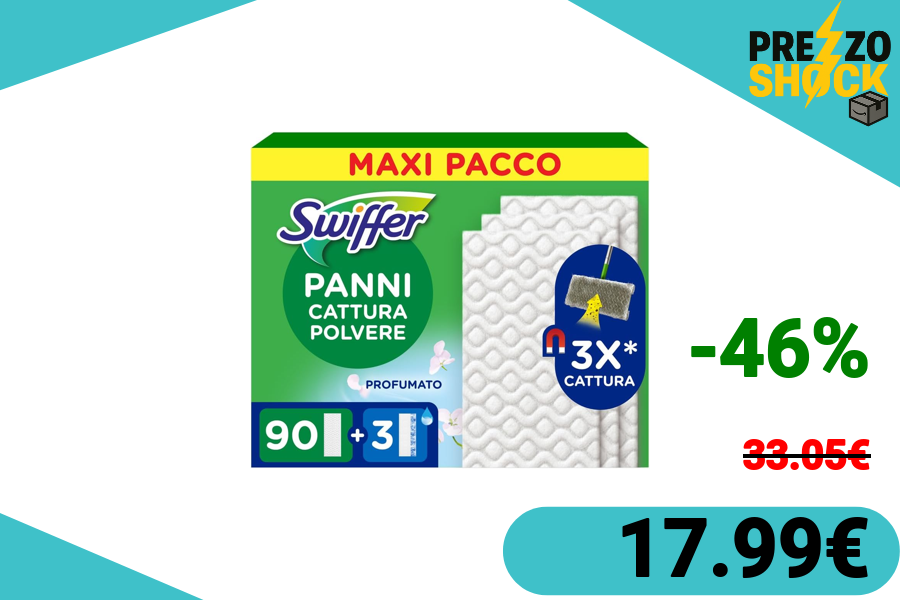 PREZZO
SHOCK
MAXI PACCO
Swiffer
PANNI
CATTURA
POLVERE
PROFUMATO
90 + 3
3X*
CATTURA
-46%
33.05€
17.99€